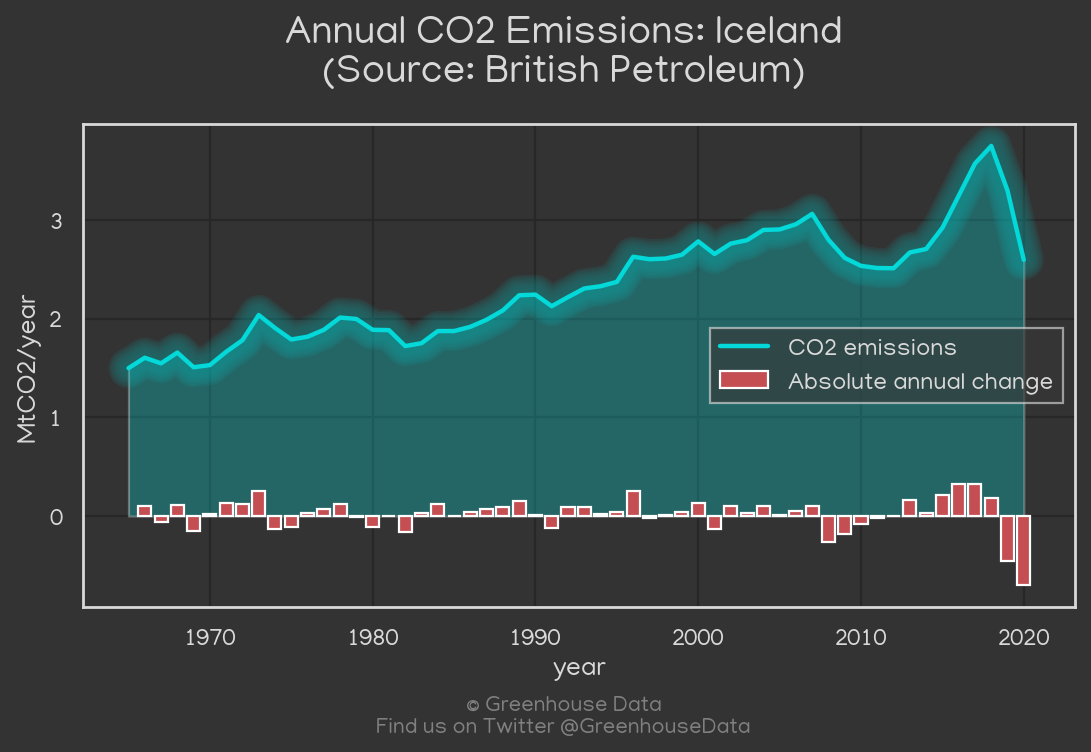 Annual CO2 Emissions: Iceland
(Source: British Petroleum)
MtCO2/year
3
2
1
0
CO2 emissions
Absolute annual change
1970 1980 1990 2000 2010 2020
year
© Greenhouse Data
Find us on Twitter @GreenhouseData